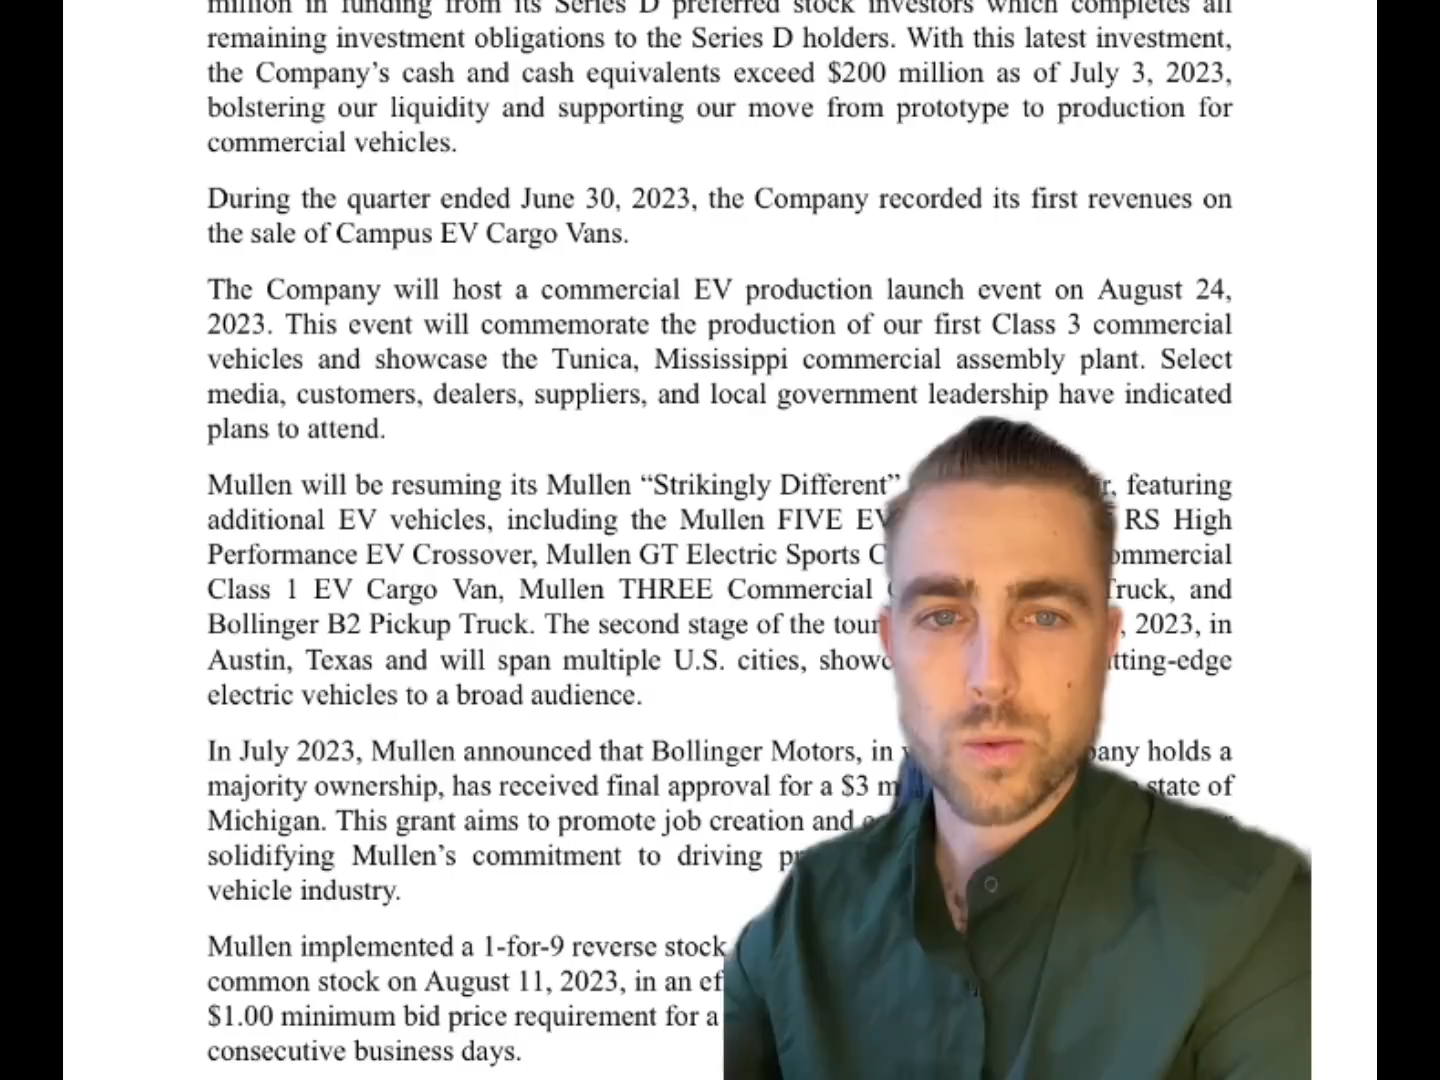 million in funding from its Series D preferred stock investors which completes all
remaining investment obligations to the Series D holders. With this latest investment,
the Company’s cash and cash equivalents exceed $200 million as of July 3, 2023,
bolstering our liquidity and supporting our move from prototype to production for
commercial vehicles.
During the quarter ended June 30, 2023, the Company recorded its first revenues on
the sale of Campus EV Cargo Vans.
The Company will host a commercial EV production launch event on August 24,
2023. This event will commemorate the production of our first Class 3 commercial
vehicles and showcase the Tunica, Mississippi commercial assembly plant. Select
media, customers, dealers, suppliers, and local government leadership have indicated
plans to attend.
Mullen will be resuming its Mullen “Strikingly Different” featuring
additional EV vehicles, including the Mullen FIVE RS High
Performance EV Crossover, Mullen GT Electric Sports
Class 1 EV Cargo Van, Mullen THREE Commercial and
Bollinger B2 Pickup Truck. The second stage of the tour , 2023, in
Austin, Texas and will span multiple U.S. cities,
electric vehicles to a broad audience.
In July 2023, Mullen announced that Bollinger Motors, in holds a
majority ownership, has received final approval for a $3 state of
Michigan. This grant aims to promote job creation and
solidifying Mullen’s commitment to driving
vehicle industry.
Mullen implemented a 1-for-9 reverse stock
common stock on August 11, 2023, in an
$1.00 minimum bid price requirement for a
consecutive business days.